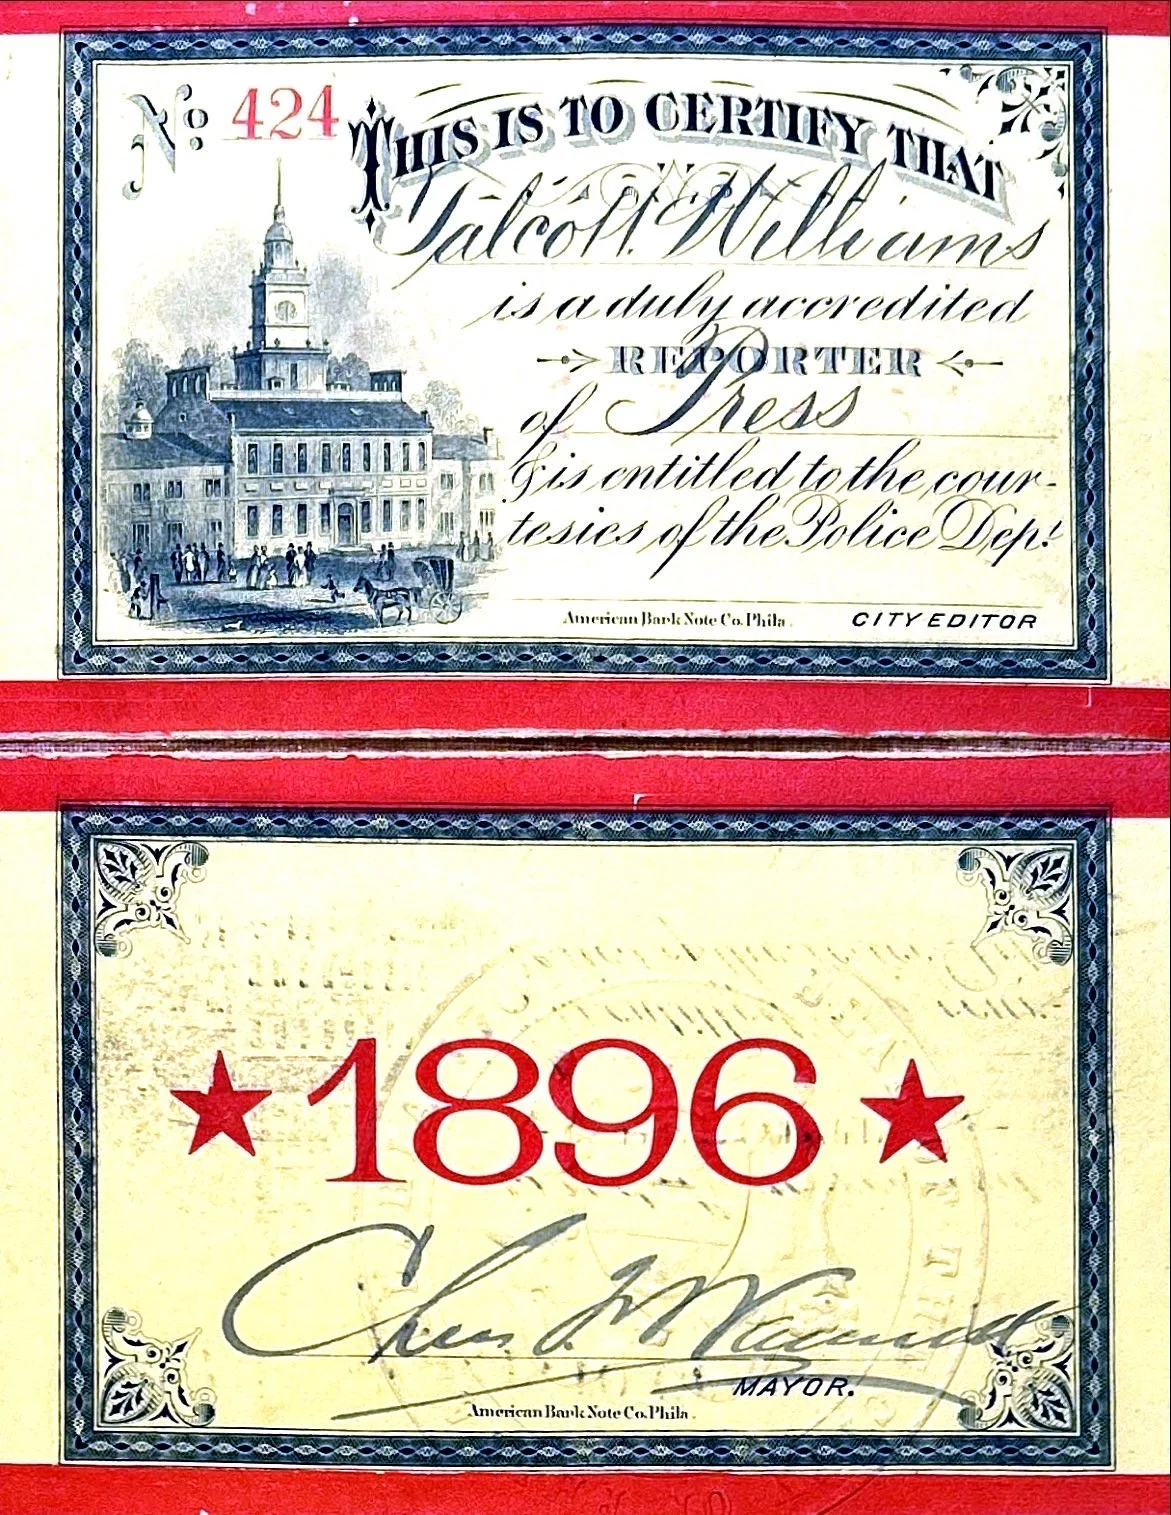 No. 424
THIS IS TO CERTIFY THAT
Talcott Williams
is a duly accredited
REPORTER
of Press
& is entitled to the cour-
tesies of the Police Dept.
American Bank Note Co. Phila.
CITY EDITOR
★ 1896 ★
Chas. F. Warwick
MAYOR.
American Bank Note Co. Phila.